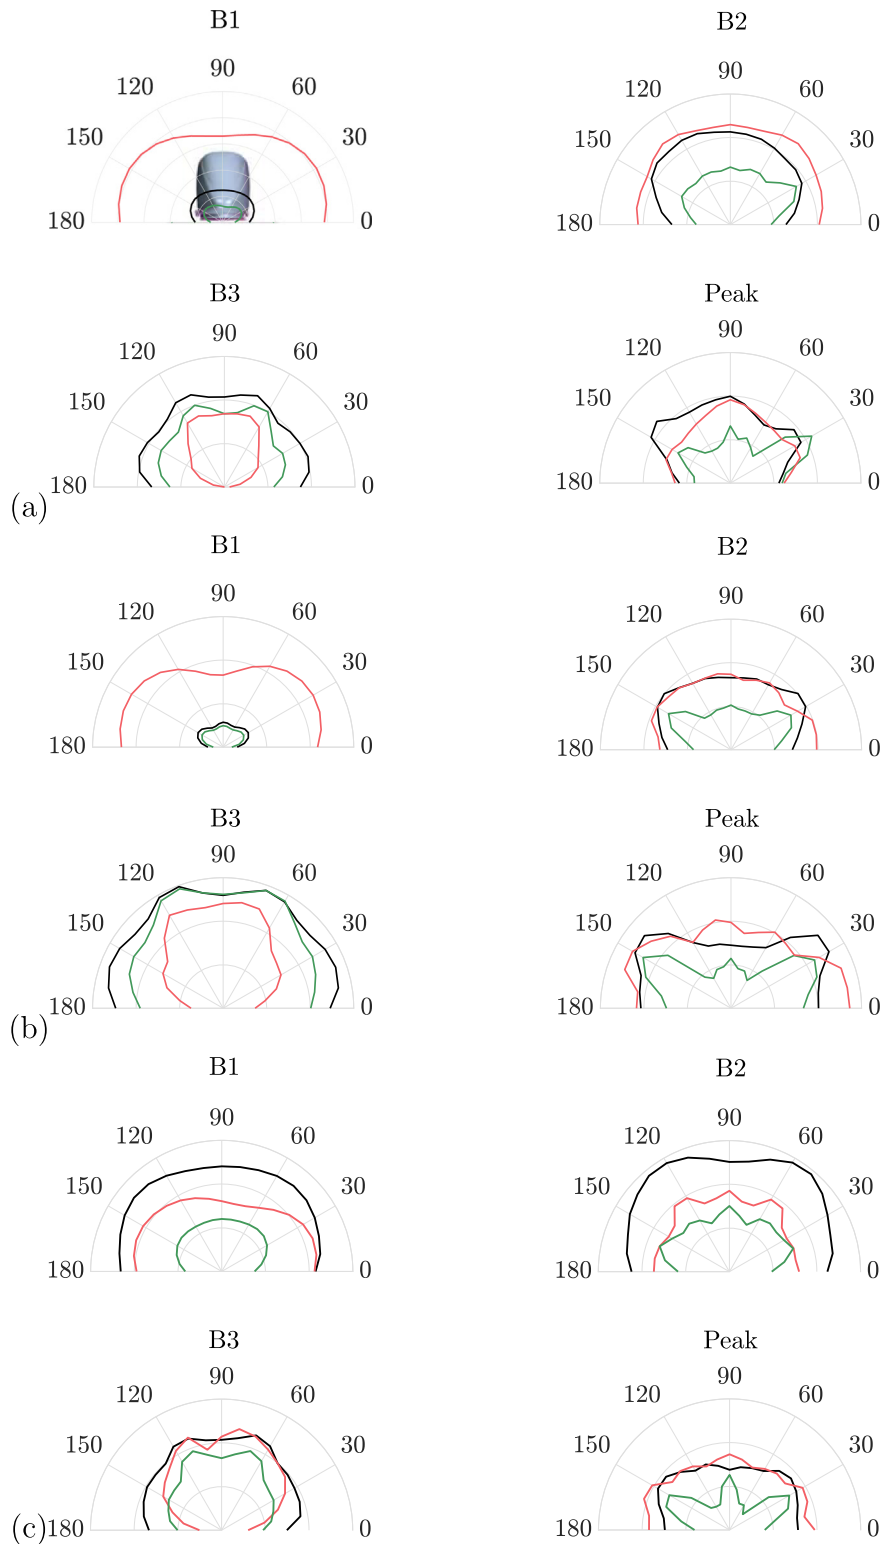 B1 B2
90 90
120 60 120 60
150 30 150 30
180 0 180 0
B3 Peak
90 90
120 60 120 60
150 30 150 30
(a) 180 0 180 0
B1 B2
90 90
120 60 120 60
150 30 150 30
180 0 180 0
B3 Peak
90 90
120 60 120 60
150 30 150 30
(b) 180 0 180 0
B1 B2
90 90
120 60 120 60
150 30 150 30
180 0 180 0
B3 Peak
90 90
120 60 120 60
150 30 150 30
(c) 180 0 180 0